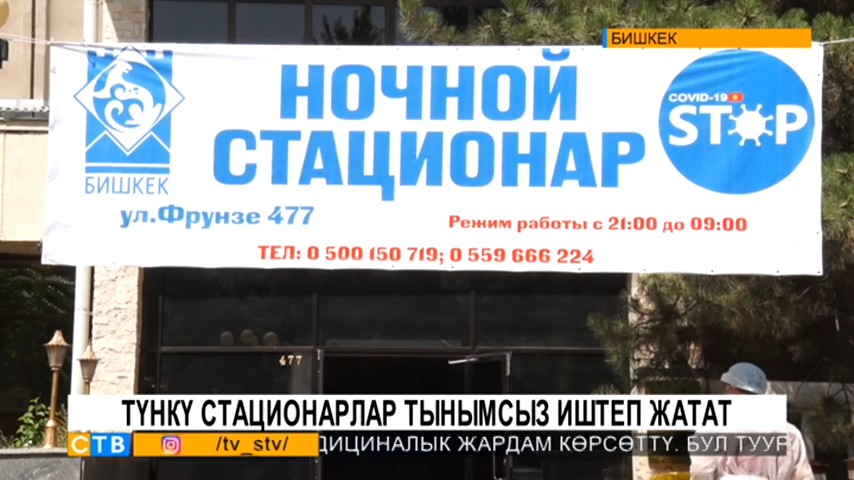 БИШКЕК
НОЧНОЙ
СТАЦИОНАР
COVID-19
STOP
БИШКЕК
ул.Фрунзе 477
Режим работы с 21:00 до 09:00
ТЕЛ: 0 500 150 719; 0 559 666 224
477
ТҮНКҮ СТАЦИОНАРЛАР ТЫНЫМСЫЗ ИШТЕП ЖАТАТ
СТВ /tv_stv/ ДИЦИНАЛЫК ЖАРДАМ КӨРСӨТТҮ. БУЛ ТУУР